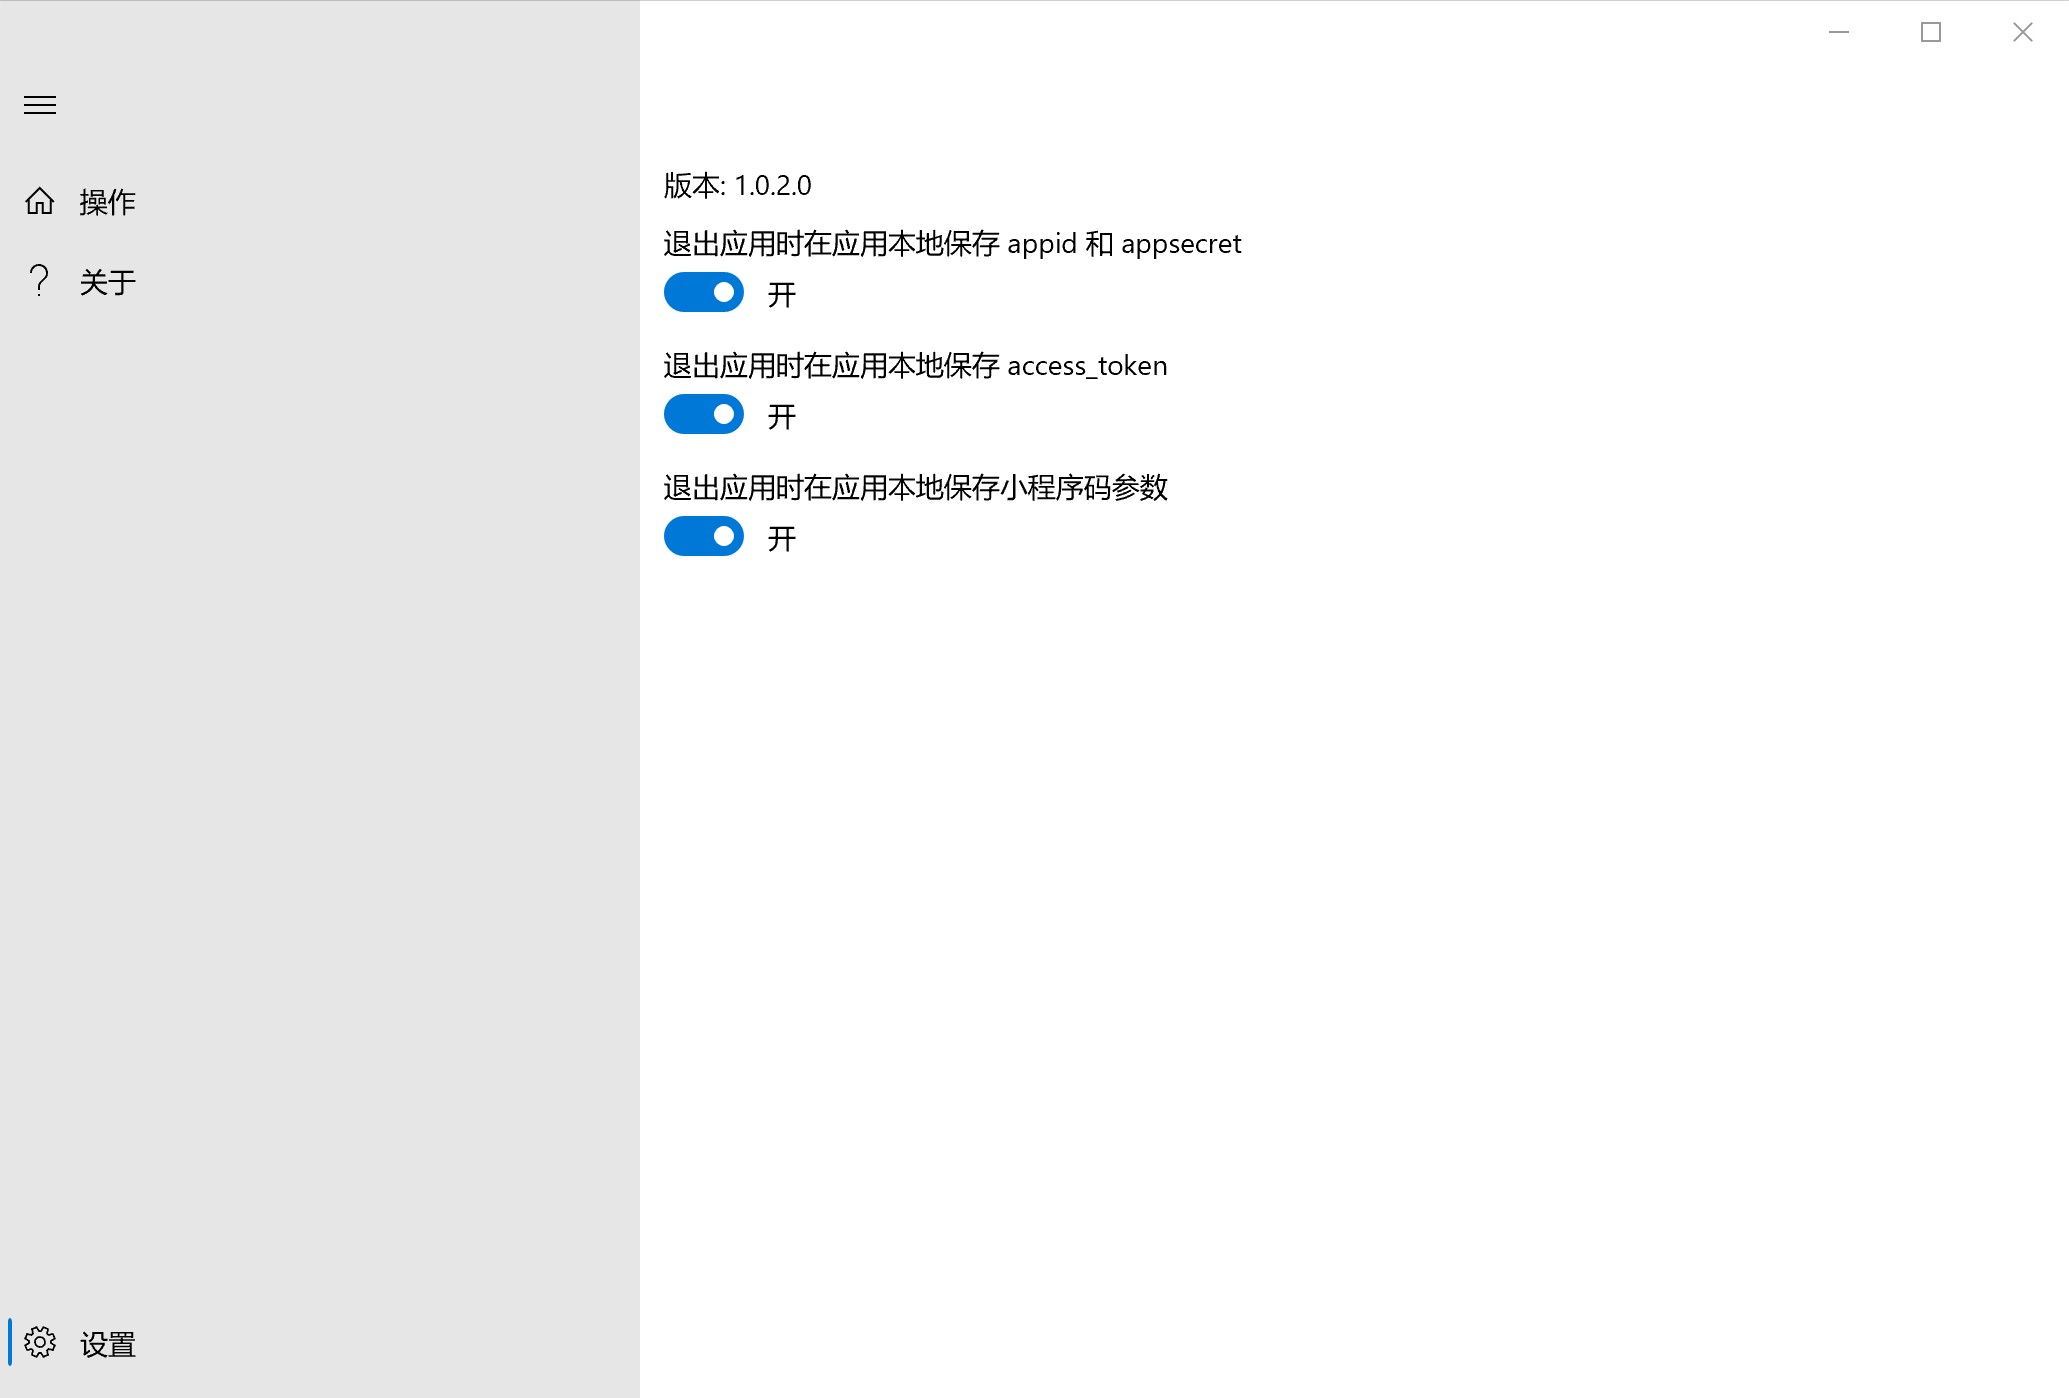 操作
关于
设置
版本: 1.0.2.0
退出应用时在应用本地保存 appid 和 appsecret
开
退出应用时在应用本地保存 access_token
开
退出应用时在应用本地保存小程序码参数
开